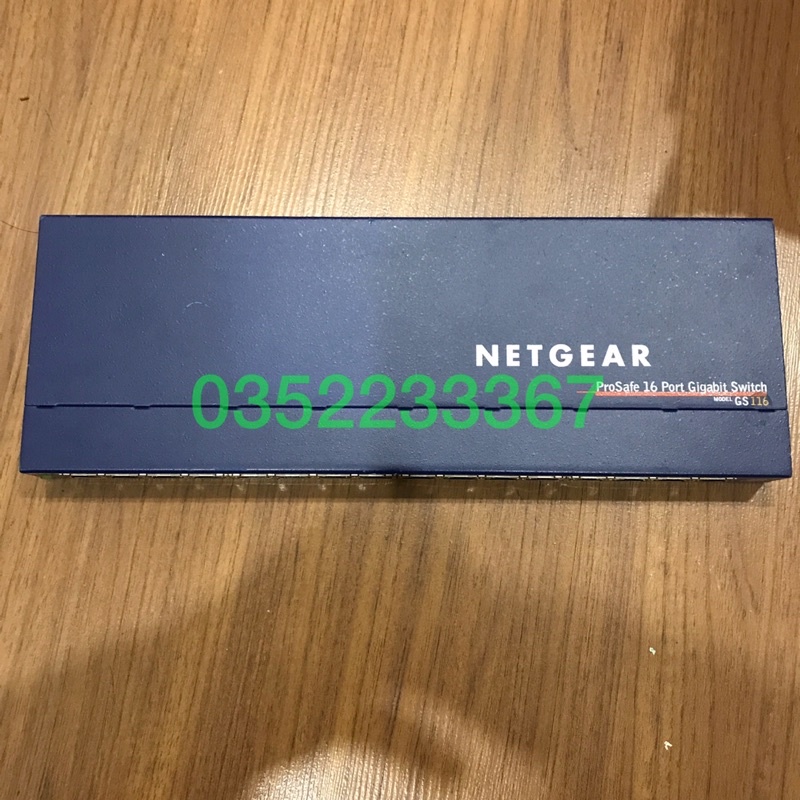 NETGEAR
ProSafe 16 Port Gigabit Switch
MODEL GS116
0352233367